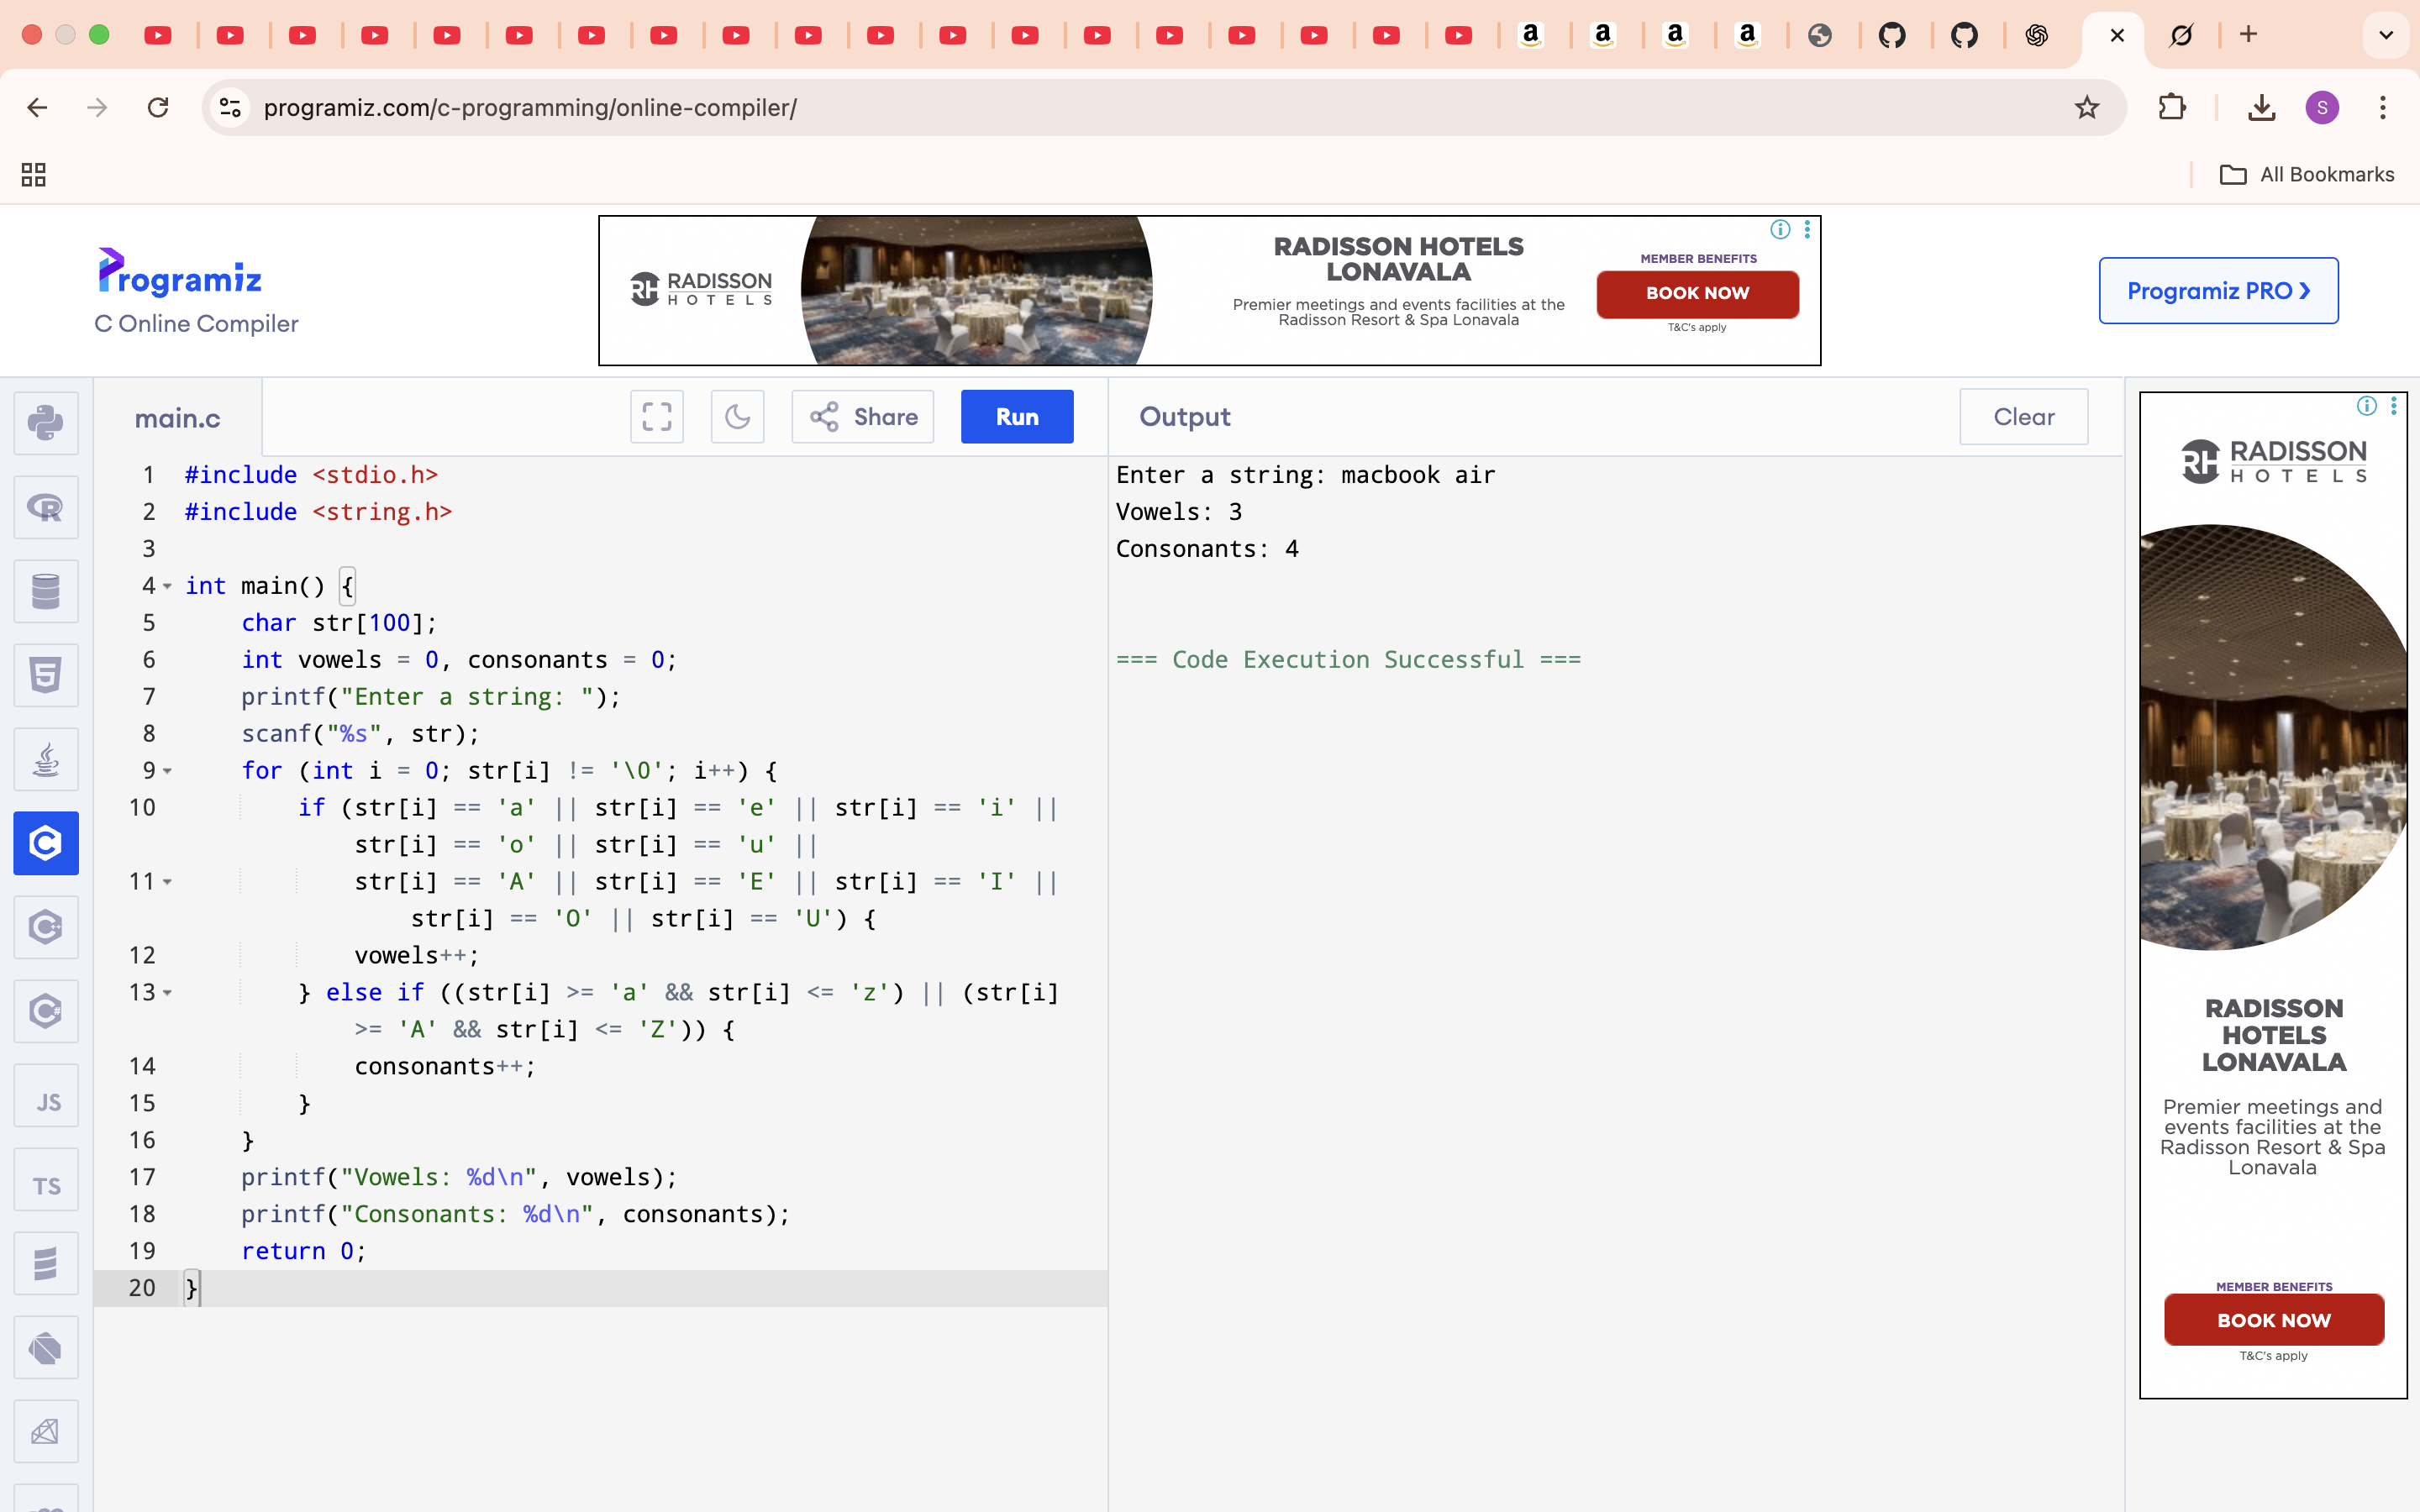 programiz.com/c-programming/online-compiler/
S
All Bookmarks
Programiz
C Online Compiler
RH RADISSON
HOTELS
RADISSON HOTELS
LONAVALA
Premier meetings and events facilities at the
Radisson Resort & Spa Lonavala
MEMBER BENEFITS
BOOK NOW
T&C's apply
Programiz PRO ❯
main.c
Share
Run
Output
Clear
1 #include <stdio.h>
2 #include <string.h>
3
4 int main() {
5     char str[100];
6     int vowels = 0, consonants = 0;
7     printf("Enter a string: ");
8     scanf("%s", str);
9     for (int i = 0; str[i] != '\0'; i++) {
10         if (str[i] == 'a' || str[i] == 'e' || str[i] == 'i' ||
            str[i] == 'o' || str[i] == 'u' ||
11             str[i] == 'A' || str[i] == 'E' || str[i] == 'I' ||
                str[i] == 'O' || str[i] == 'U') {
12             vowels++;
13         } else if ((str[i] >= 'a' && str[i] <= 'z') || (str[i]
            >= 'A' && str[i] <= 'Z')) {
14             consonants++;
15         }
16     }
17     printf("Vowels: %d\n", vowels);
18     printf("Consonants: %d\n", consonants);
19     return 0;
20 }
Enter a string: macbook air
Vowels: 3
Consonants: 4
=== Code Execution Successful ===
JS
TS
RH RADISSON
HOTELS
RADISSON
HOTELS
LONAVALA
Premier meetings and
events facilities at the
Radisson Resort & Spa
Lonavala
MEMBER BENEFITS
BOOK NOW
T&C's apply